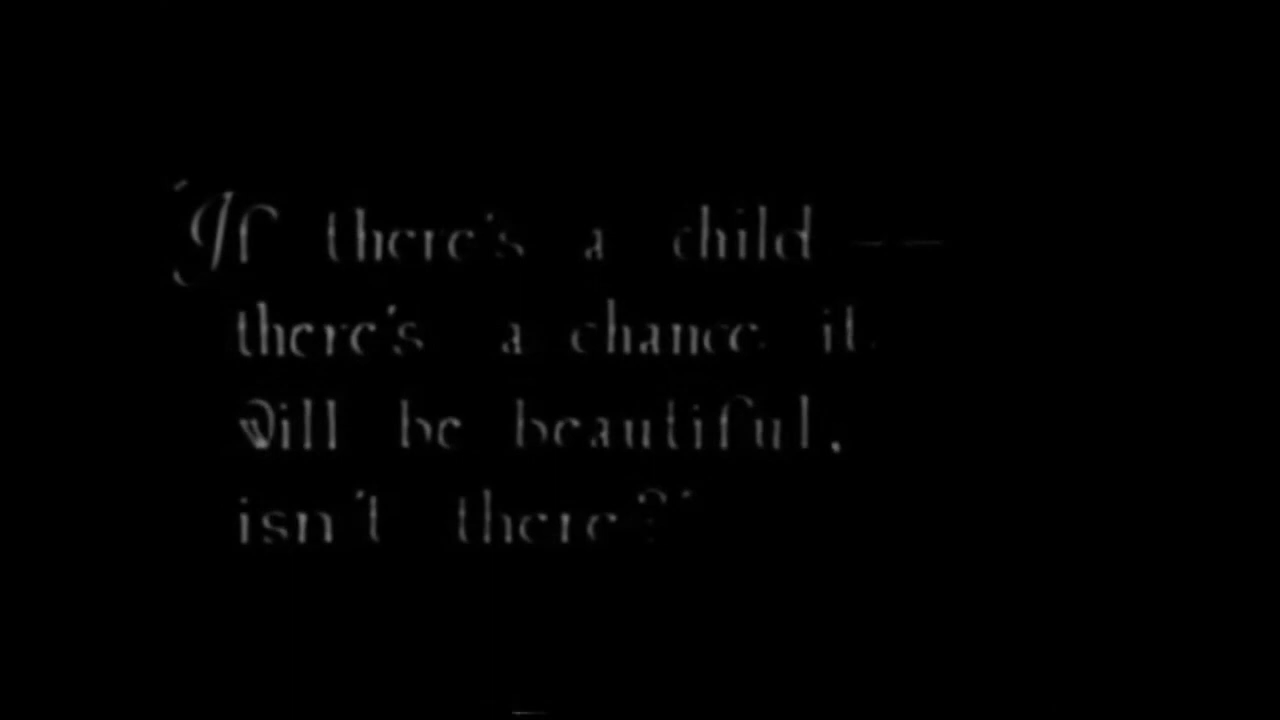 "If there's a child --
there's a chance it
will be beautiful,
isn't there?"